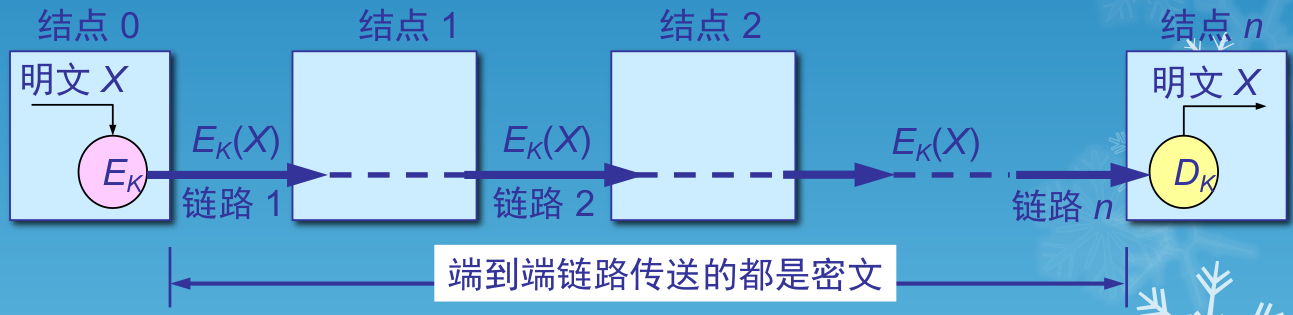 结点 0
结点 1
结点 2
结点 n
明文 X
明文 X
E_K(X)
E_K(X)
E_K(X)
E_K
D_K
链路 1
链路 2
链路 n
端到端链路传送的都是密文